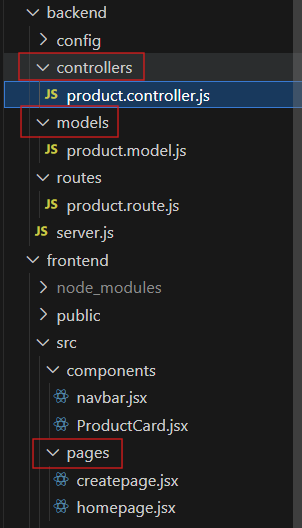 backend
config
controllers
JS product.controller.js
models
JS product.model.js
routes
JS product.route.js
JS server.js
frontend
node_modules
public
src
components
navbar.jsx
ProductCard.jsx
pages
createpage.jsx
homepage.jsx